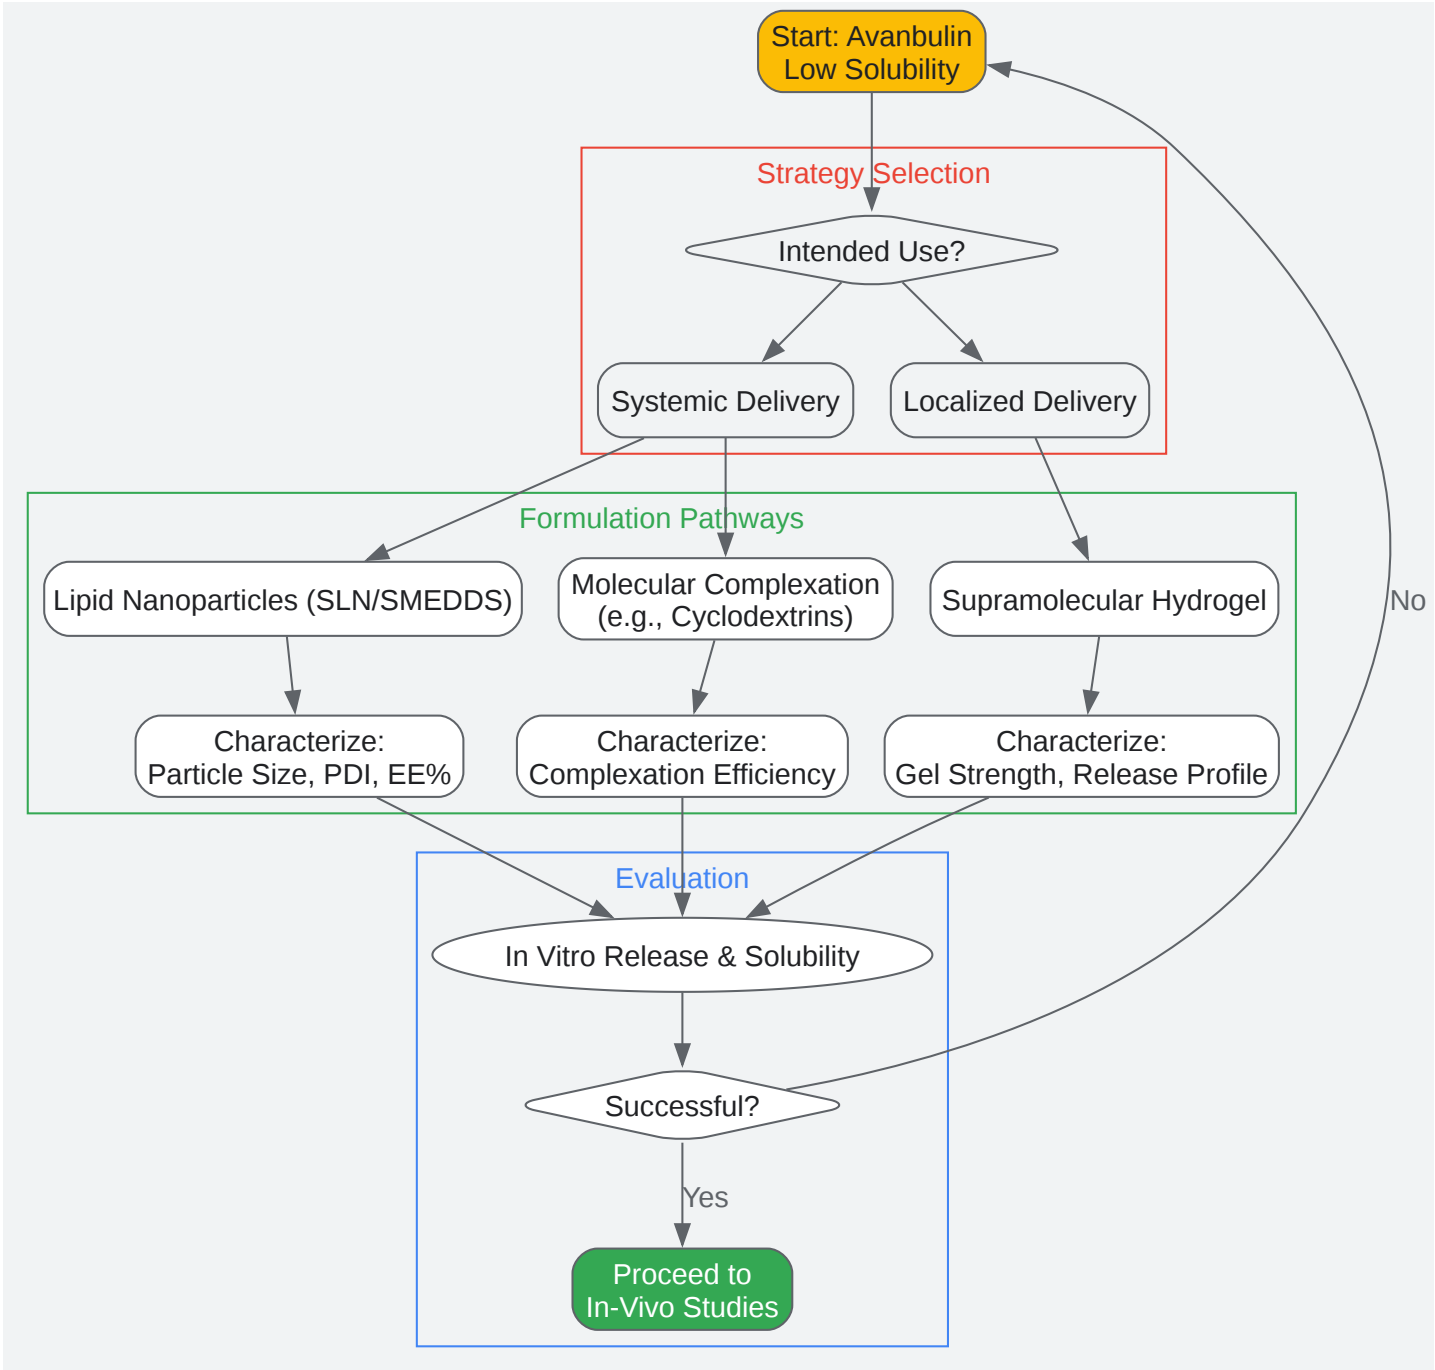 Start: Avanbulin
Low Solubility
Strategy Selection
Intended Use?
Systemic Delivery
Localized Delivery
Formulation Pathways
Lipid Nanoparticles (SLN/SMEDDS)
Molecular Complexation
(e.g., Cyclodextrins)
Supramolecular Hydrogel
No
Characterize:
Particle Size, PDI, EE%
Characterize:
Complexation Efficiency
Characterize:
Gel Strength, Release Profile
Evaluation
In Vitro Release & Solubility
Successful?
Yes
Proceed to
In-Vivo Studies